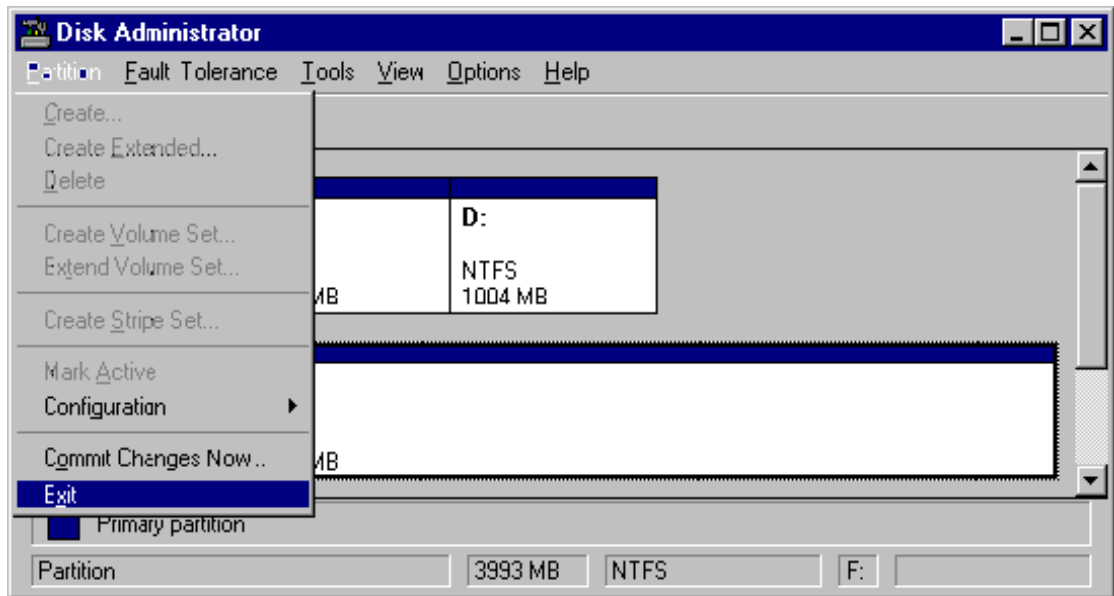 Disk Administrator
Partition Fault Tolerance Tools View Options Help
Create...
Create Extended...
Delete
Create Volume Set...
Extend Volume Set...
Create Stripe Set...
Mark Active
Configuration
Commit Changes Now...
Exit
D:
NTFS
MB 1004 MB
MB
Primary partition
Partition 3993 MB NTFS F: